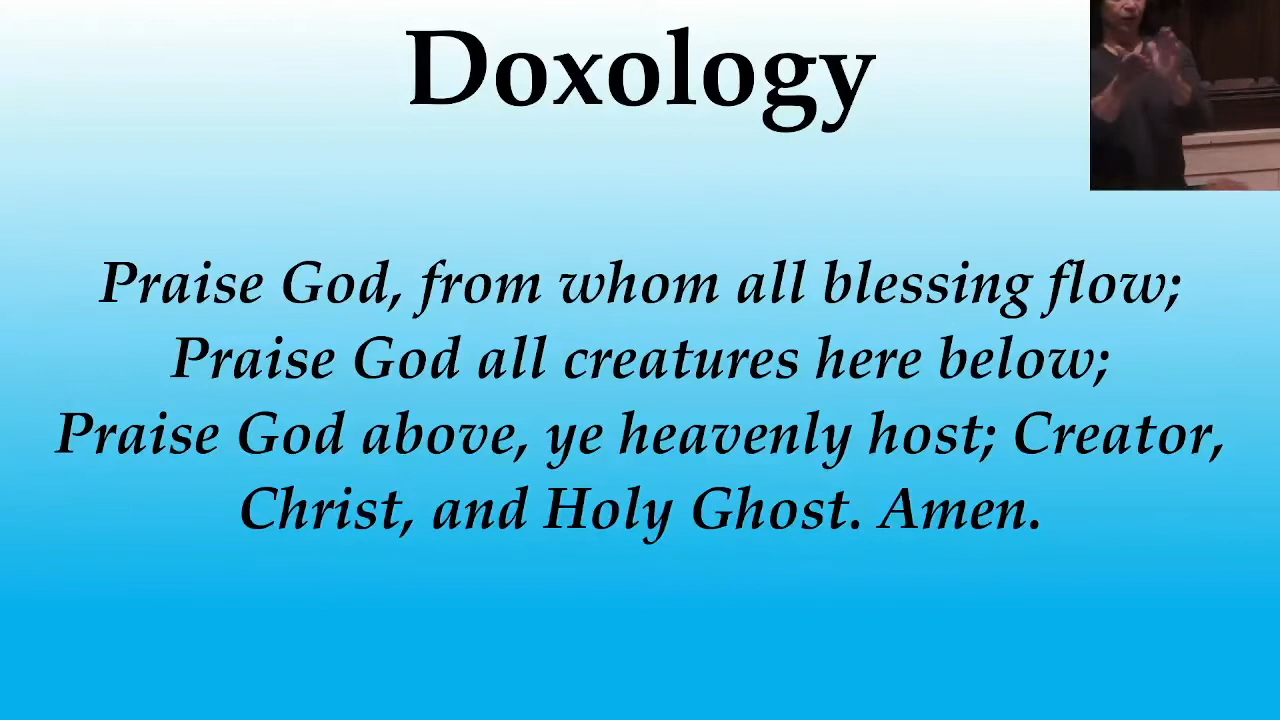 Doxology
Praise God, from whom all blessing flow;
Praise God all creatures here below;
Praise God above, ye heavenly host; Creator,
Christ, and Holy Ghost. Amen.